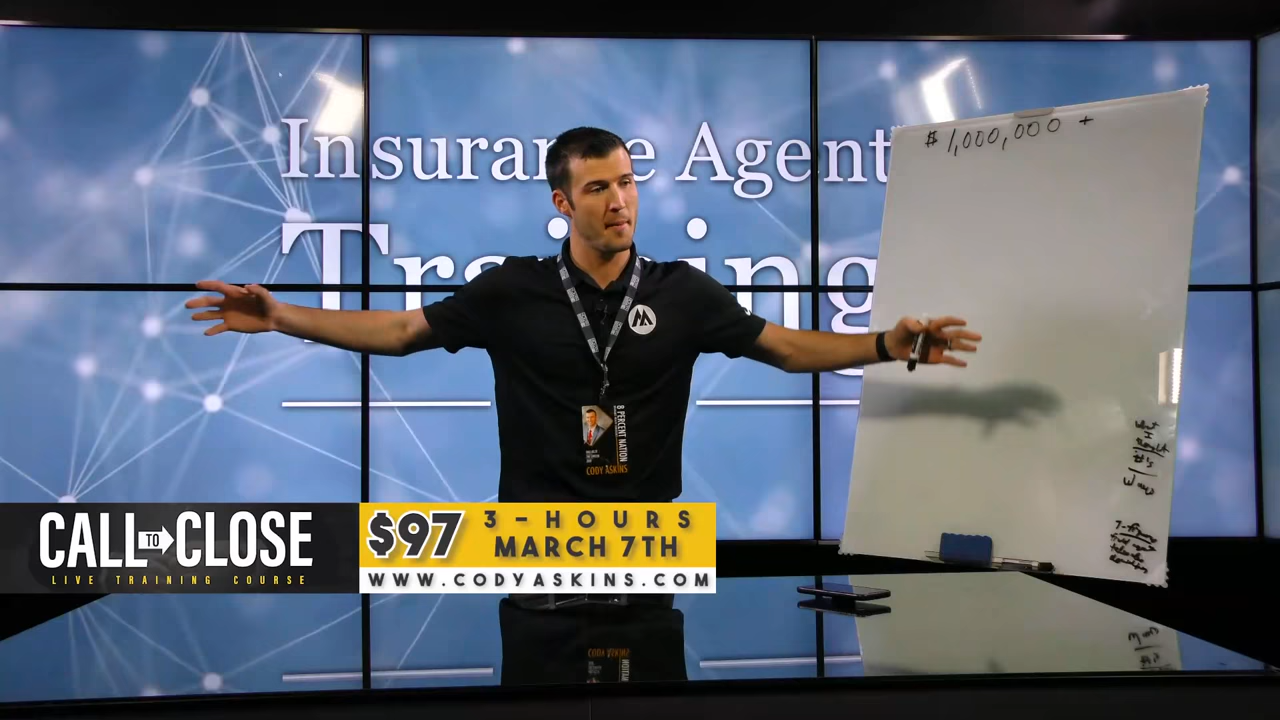 Insurance Agent
Training
$ 1,000,000 +
8 PERCENT NATION
CODY ASKINS
CALL TO CLOSE
LIVE TRAINING COURSE
$97
3-HOURS
MARCH 7TH
WWW.CODYASKINS.COM